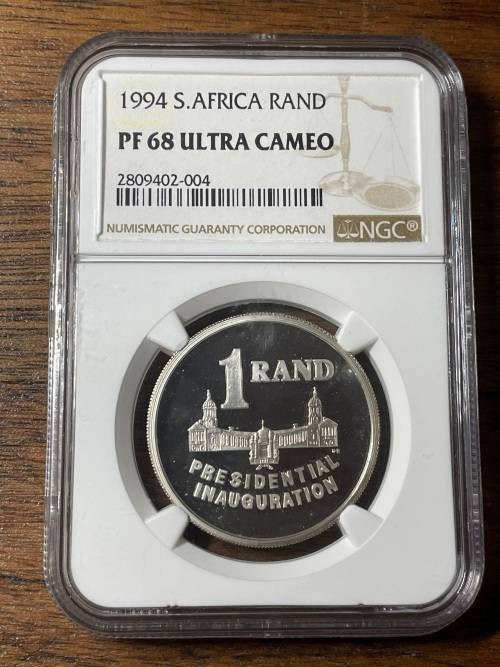 1994 S.AFRICA RAND
PF 68 ULTRA CAMEO
2809402-004
NUMISMATIC GUARANTY CORPORATION
NGC®
1 RAND
PRESIDENTIAL
INAUGURATION